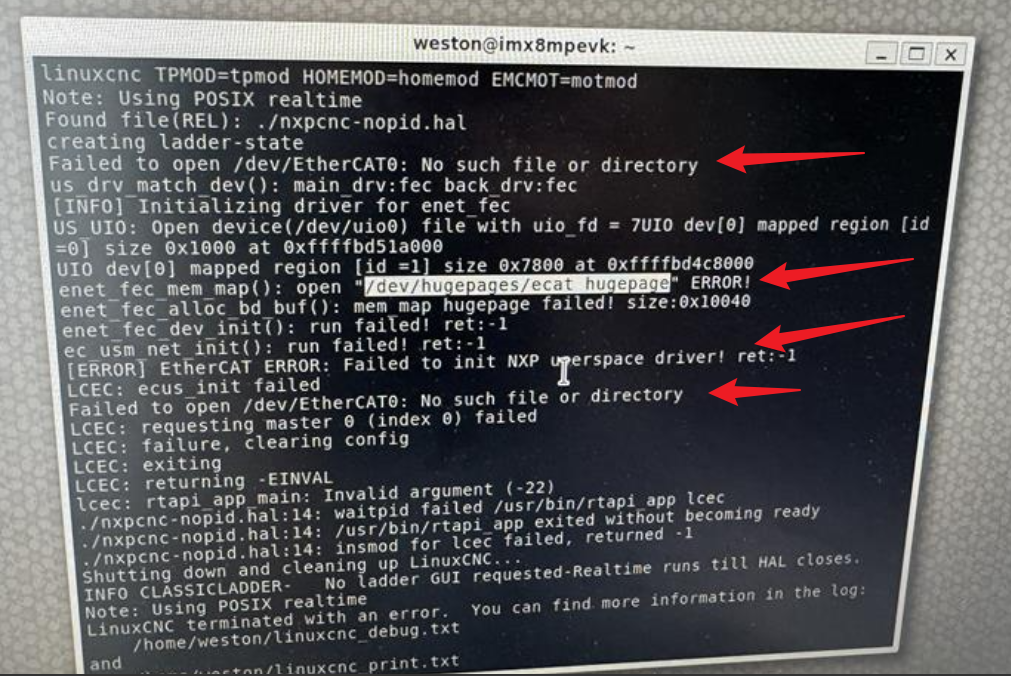 weston@imx8mpevk: ~
linuxcnc TPMOD=tpmod HOMEMOD=homemod EMCMOT=motmod
Note: Using POSIX realtime
Found file(REL): ./nxpcnc-nopid.hal
creating ladder-state
Failed to open /dev/EtherCAT0: No such file or directory
us_drv_match_dev(): main_drv:fec back_drv:fec
[INFO] Initializing driver for enet_fec
US_UIO: Open device(/dev/uio0) file with uio_fd = 7UIO dev[0] mapped region [id
=0] size 0x1000 at 0xffffbd51a000
UIO dev[0] mapped region [id =1] size 0x7800 at 0xffffbd4c8000
enet_fec_mem_map(): open "/dev/hugepages/ecat_hugepage" ERROR!
enet_fec_alloc_bd_buf(): mem_map hugepage failed! size:0x10040
enet_fec_dev_init(): run failed! ret:-1
ec_usm_net_init(): run failed! ret:-1
[ERROR] EtherCAT ERROR: Failed to init NXP userspace driver! ret:-1
LCEC: ecus_init failed
Failed to open /dev/EtherCAT0: No such file or directory
LCEC: requesting master 0 (index 0) failed
LCEC: failure, clearing config
LCEC: exiting
LCEC: returning -EINVAL
lcec: rtapi_app_main: Invalid argument (-22)
./nxpcnc-nopid.hal:14: waitpid failed /usr/bin/rtapi_app lcec
./nxpcnc-nopid.hal:14: /usr/bin/rtapi_app exited without becoming ready
./nxpcnc-nopid.hal:14: insmod for lcec failed, returned -1
Shutting down and cleaning up LinuxCNC...
INFO CLASSICLADDER- No ladder GUI requested-Realtime runs till HAL closes.
Note: Using POSIX realtime
LinuxCNC terminated with an error. You can find more information in the log:
/home/weston/linuxcnc_debug.txt
and
/home/weston/linuxcnc_print.txt